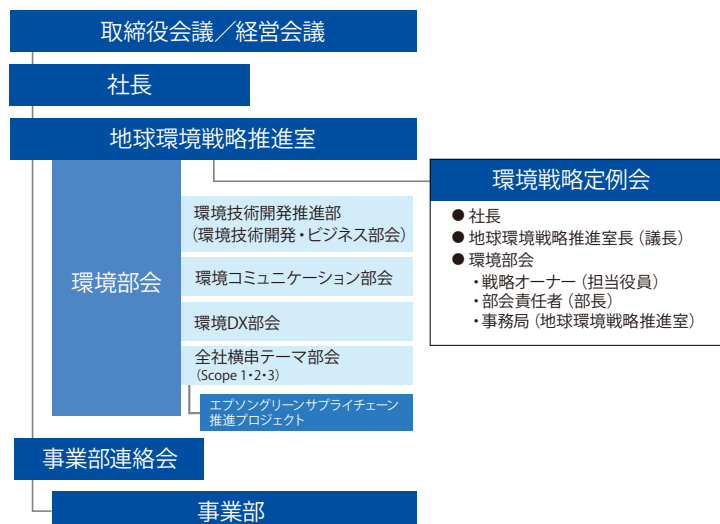 取締役会議／経営会議
社長
地球環境戦略推進室
環境部会
環境技術開発推進部
（環境技術開発・ビジネス部会）
環境コミュニケーション部会
環境DX部会
全社横串テーマ部会
(Scope 1・2・3)
エプソングリーンサプライチェーン
推進プロジェクト
事業部連絡会
事業部
環境戦略定例会
● 社長
● 地球環境戦略推進室長（議長）
● 環境部会
・戦略オーナー（担当役員）
・部会責任者（部長）
・事務局（地球環境戦略推進室）